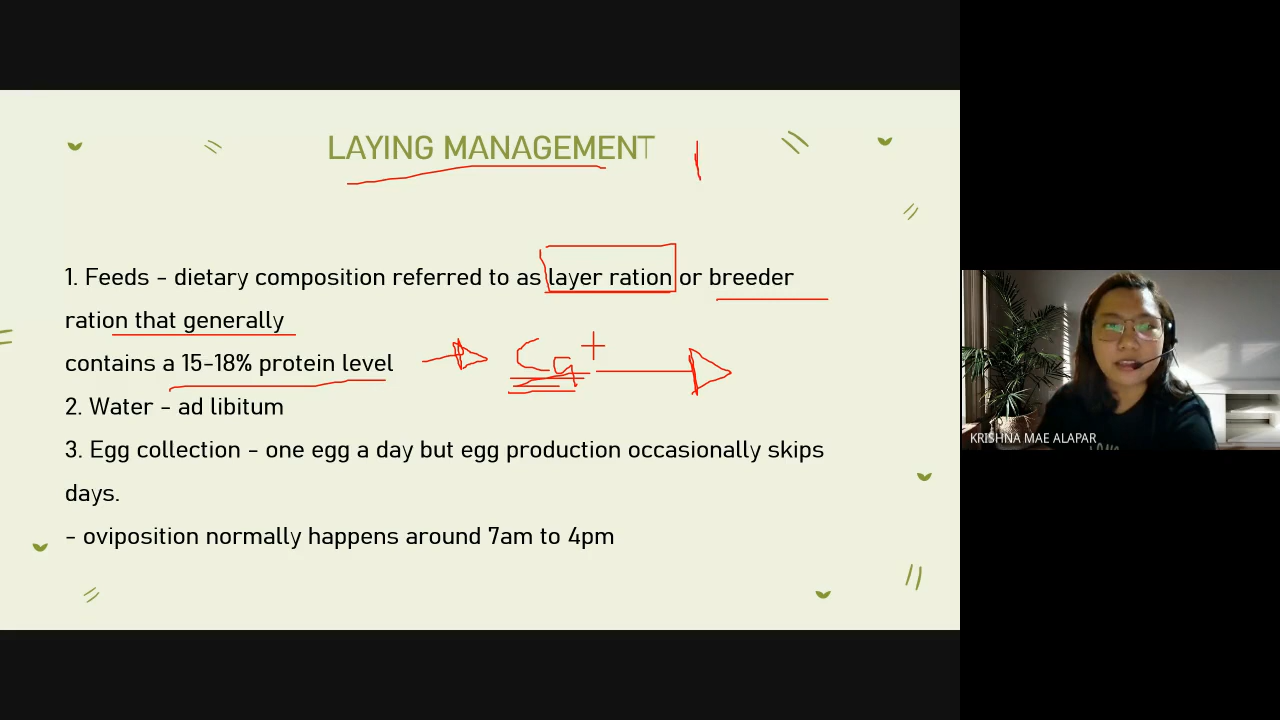 LAYING MANAGEMENT
1. Feeds - dietary composition referred to as layer ration or breeder
ration that generally
contains a 15-18% protein level
Ca+
2. Water - ad libitum
3. Egg collection - one egg a day but egg production occasionally skips
days.
- oviposition normally happens around 7am to 4pm
KRISHNA MAE ALAPAR